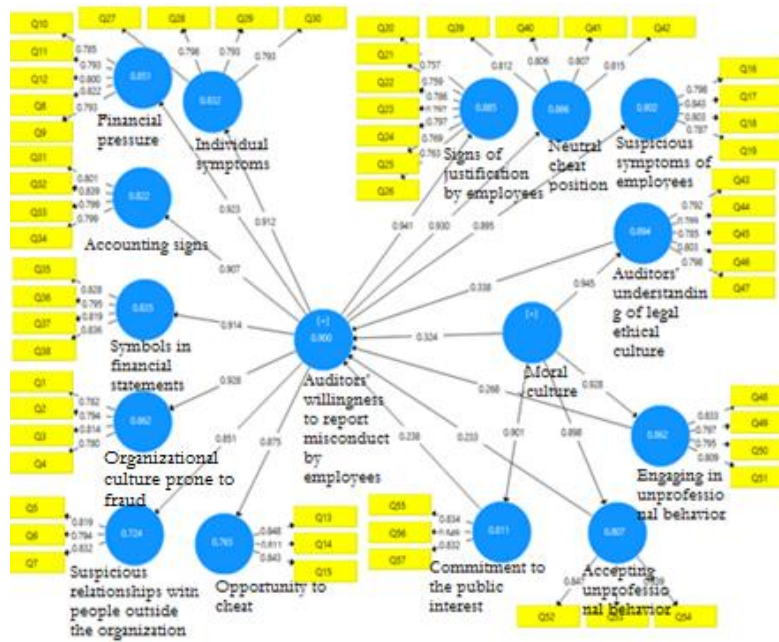 Q10
Q11
Q12
Q8
Q9
0.785
0.793
0.800
0.822
0.793
0.851
Financial
pressure
Q27
Q28
Q29
Q30
0.796
0.793
0.793
0.832
Individual
symptoms
Q20
Q21
Q22
Q23
Q24
Q25
Q26
0.757
0.759
0.786
0.797
0.769
0.763
0.885
Signs of
justification
by employees
Q39
Q40
Q41
Q42
0.812
0.806
0.807
0.815
0.886
Neutral
cheat
position
Q16
Q17
Q18
Q19
0.798
0.843
0.803
0.787
0.802
Suspicious
symptoms of
employees
Q31
Q32
Q33
Q34
0.801
0.839
0.799
0.799
0.822
Accounting signs
0.923
0.912
0.907
0.941
0.930
0.895
Q43
Q44
Q45
Q46
Q47
0.792
0.785
0.803
0.798
0.894
Auditors'
understandin
g of legal
ethical
culture
Q35
Q36
Q37
Q38
0.828
0.795
0.819
0.836
0.835
Symbols in
financial
statements
0.914
[+]
0.900
Auditors'
willingness
to report
misconduct
by
employees
0.338
0.324
0.945
[+]
Moral
culture
Q1
Q2
Q3
Q4
0.782
0.794
0.814
0.780
0.862
Organizational
culture prone to
fraud
0.928
0.851
0.875
0.268
0.928
0.238
0.233
0.901
0.898
Q48
Q49
Q50
Q51
0.833
0.797
0.795
0.809
0.862
Engaging in
unprofessio
nal behavior
Q5
Q6
Q7
0.819
0.794
0.832
0.724
Suspicious
relationships with
people outside
the organization
Q13
Q14
Q15
0.848
0.811
0.843
0.765
Opportunity to
cheat
Q55
Q56
Q57
0.834
0.832
0.811
Commitment to
the public
interest
0.807
Accepting
unprofessio
nal behavior
Q52
Q53
Q54